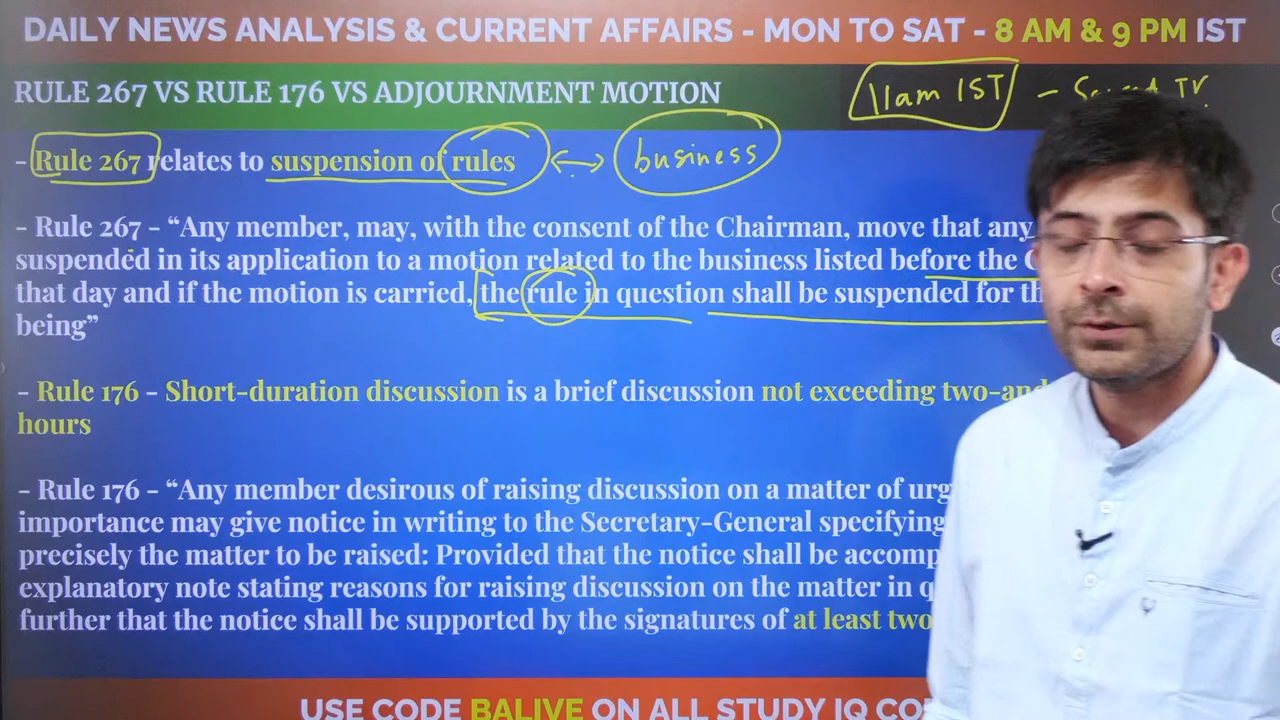 DAILY NEWS ANALYSIS & CURRENT AFFAIRS - MON TO SAT - 8 AM & 9 PM IST
RULE 267 VS RULE 176 VS ADJOURNMENT MOTION
11am IST -
- Rule 267 relates to suspension of rules
business
- Rule 267 - “Any member, may, with the consent of the Chairman, move that any
suspended in its application to a motion related to the business listed before the
that day and if the motion is carried, the rule in question shall be suspended for
being”
- Rule 176 - Short-duration discussion is a brief discussion not exceeding
hours
- Rule 176 - “Any member desirous of raising discussion on a matter of
importance may give notice in writing to the Secretary-General specifying
precisely the matter to be raised: Provided that the notice shall be
explanatory note stating reasons for raising discussion on the matter in
further that the notice shall be supported by the signatures of at least two
USE CODE BALIVE ON ALL STUDY IQ